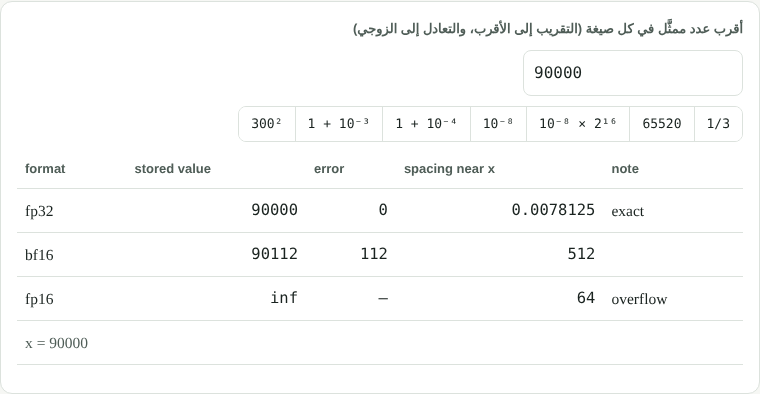 أقرب عدد ممثَّل في كل صيغة (التقريب إلى الأقرب، والتعادل إلى الزوجي)
90000
300² 1 + 10⁻³ 1 + 10⁻⁴ 10⁻⁸ 10⁻⁸ × 2¹⁶ 65520 1/3
format stored value error spacing near x note
fp32 90000 0 0.0078125 exact
bf16 90112 112 512
fp16 inf — 64 overflow
x = 90000